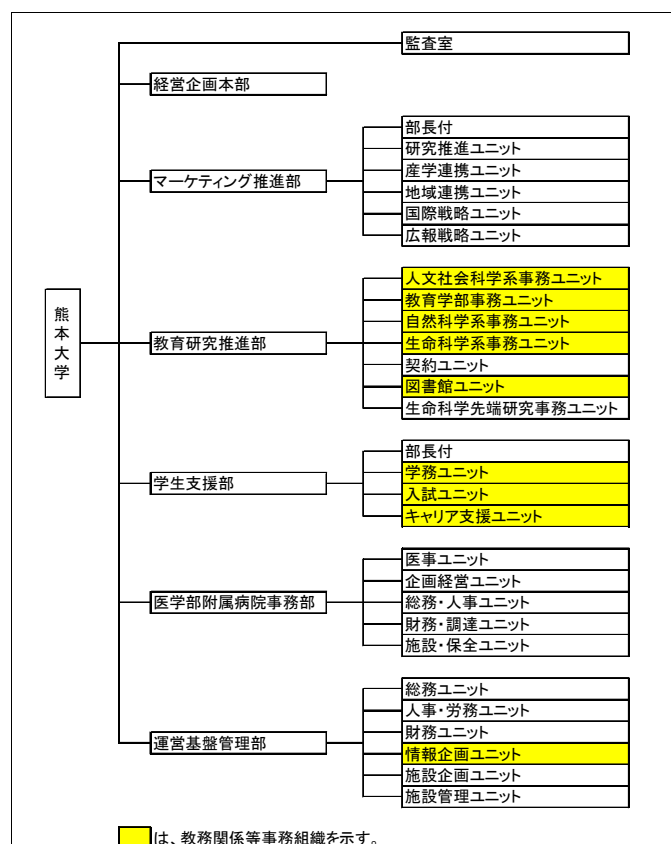 監査室
経営企画本部
部長付
研究推進ユニット
産学連携ユニット
マーケティング推進部
地域連携ユニット
国際戦略ユニット
広報戦略ユニット
人文社会科学系事務ユニット
教育学部事務ユニット
自然科学系事務ユニット
熊本大学
教育研究推進部
生命科学系事務ユニット
契約ユニット
図書館ユニット
生命科学先端研究事務ユニット
部長付
学生支援部
学務ユニット
入試ユニット
キャリア支援ユニット
医事ユニット
企画経営ユニット
医学部附属病院事務部
総務・人事ユニット
財務・調達ユニット
施設・保全ユニット
総務ユニット
人事・労務ユニット
財務ユニット
運営基盤管理部
情報企画ユニット
施設企画ユニット
施設管理ユニット
は、教務関係等事務組織を示す。